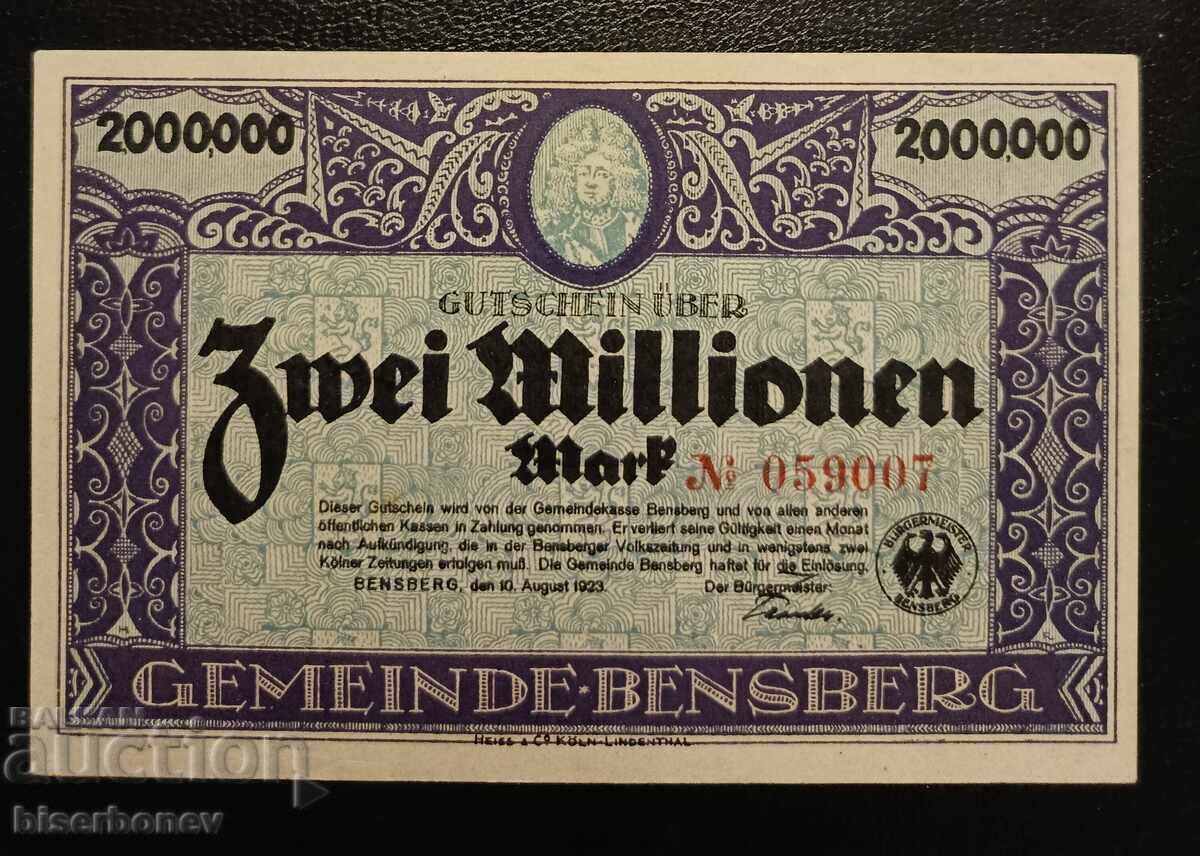 2000,000
2,000,000
GUTSCHEIN ÜBER
Zwei Millionen
Mark
№ 059007
Dieser Gutschein wird von der Gemeindekasse Bensberg und von allen anderen
öffentlichen Kassen in Zahlung genommen. Er verliert seine Gültigkeit einen Monat
nach Aufkündigung, die in der Bensberger Volkszeitung und in wenigstens zwei
Kölner Zeitungen erfolgen muß. Die Gemeinde Bensberg haftet für die Einlösung.
BENSBERG, den 10. August 1923. Der Bürgermeister:
BÜRGERMEISTER
BENSBERG
GEMEINDE * BENSBERG
HEISS & Cº KÖLN-LINDENTHAL
BALKAN
auction
biserbonev